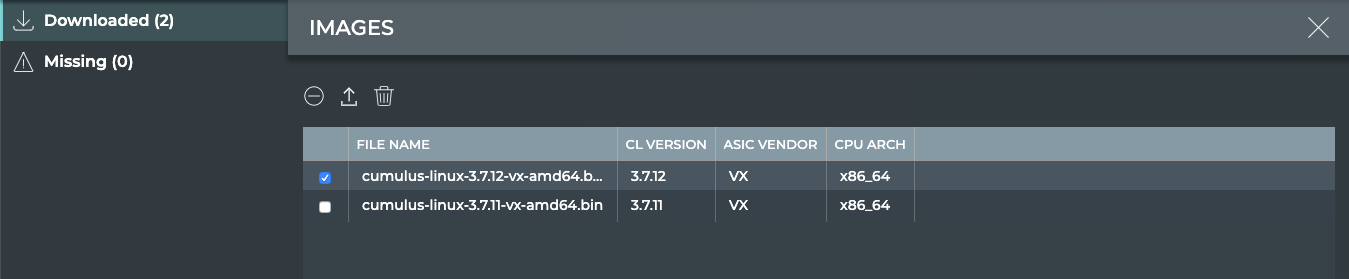 Downloaded (2)
Missing (0)
IMAGES
FILE NAME CL VERSION ASIC VENDOR CPU ARCH
cumulus-linux-3.7.12-vx-amd64.b... 3.7.12 VX x86_64
cumulus-linux-3.7.11-vx-amd64.bin 3.7.11 VX x86_64